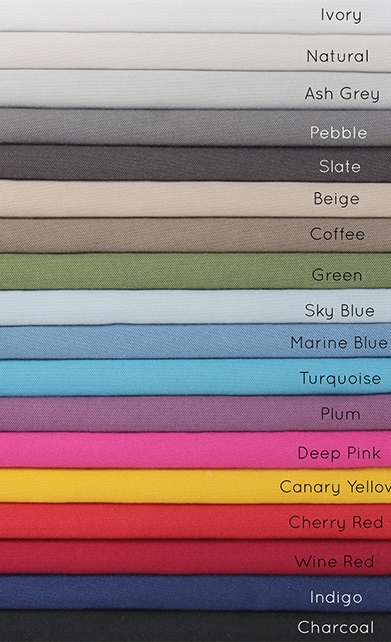 Ivory
Natural
Ash Grey
Pebble
Slate
Beige
Coffee
Green
Sky Blue
Marine Blue
Turquoise
Plum
Deep Pink
Canary Yellow
Cherry Red
Wine Red
Indigo
Charcoal